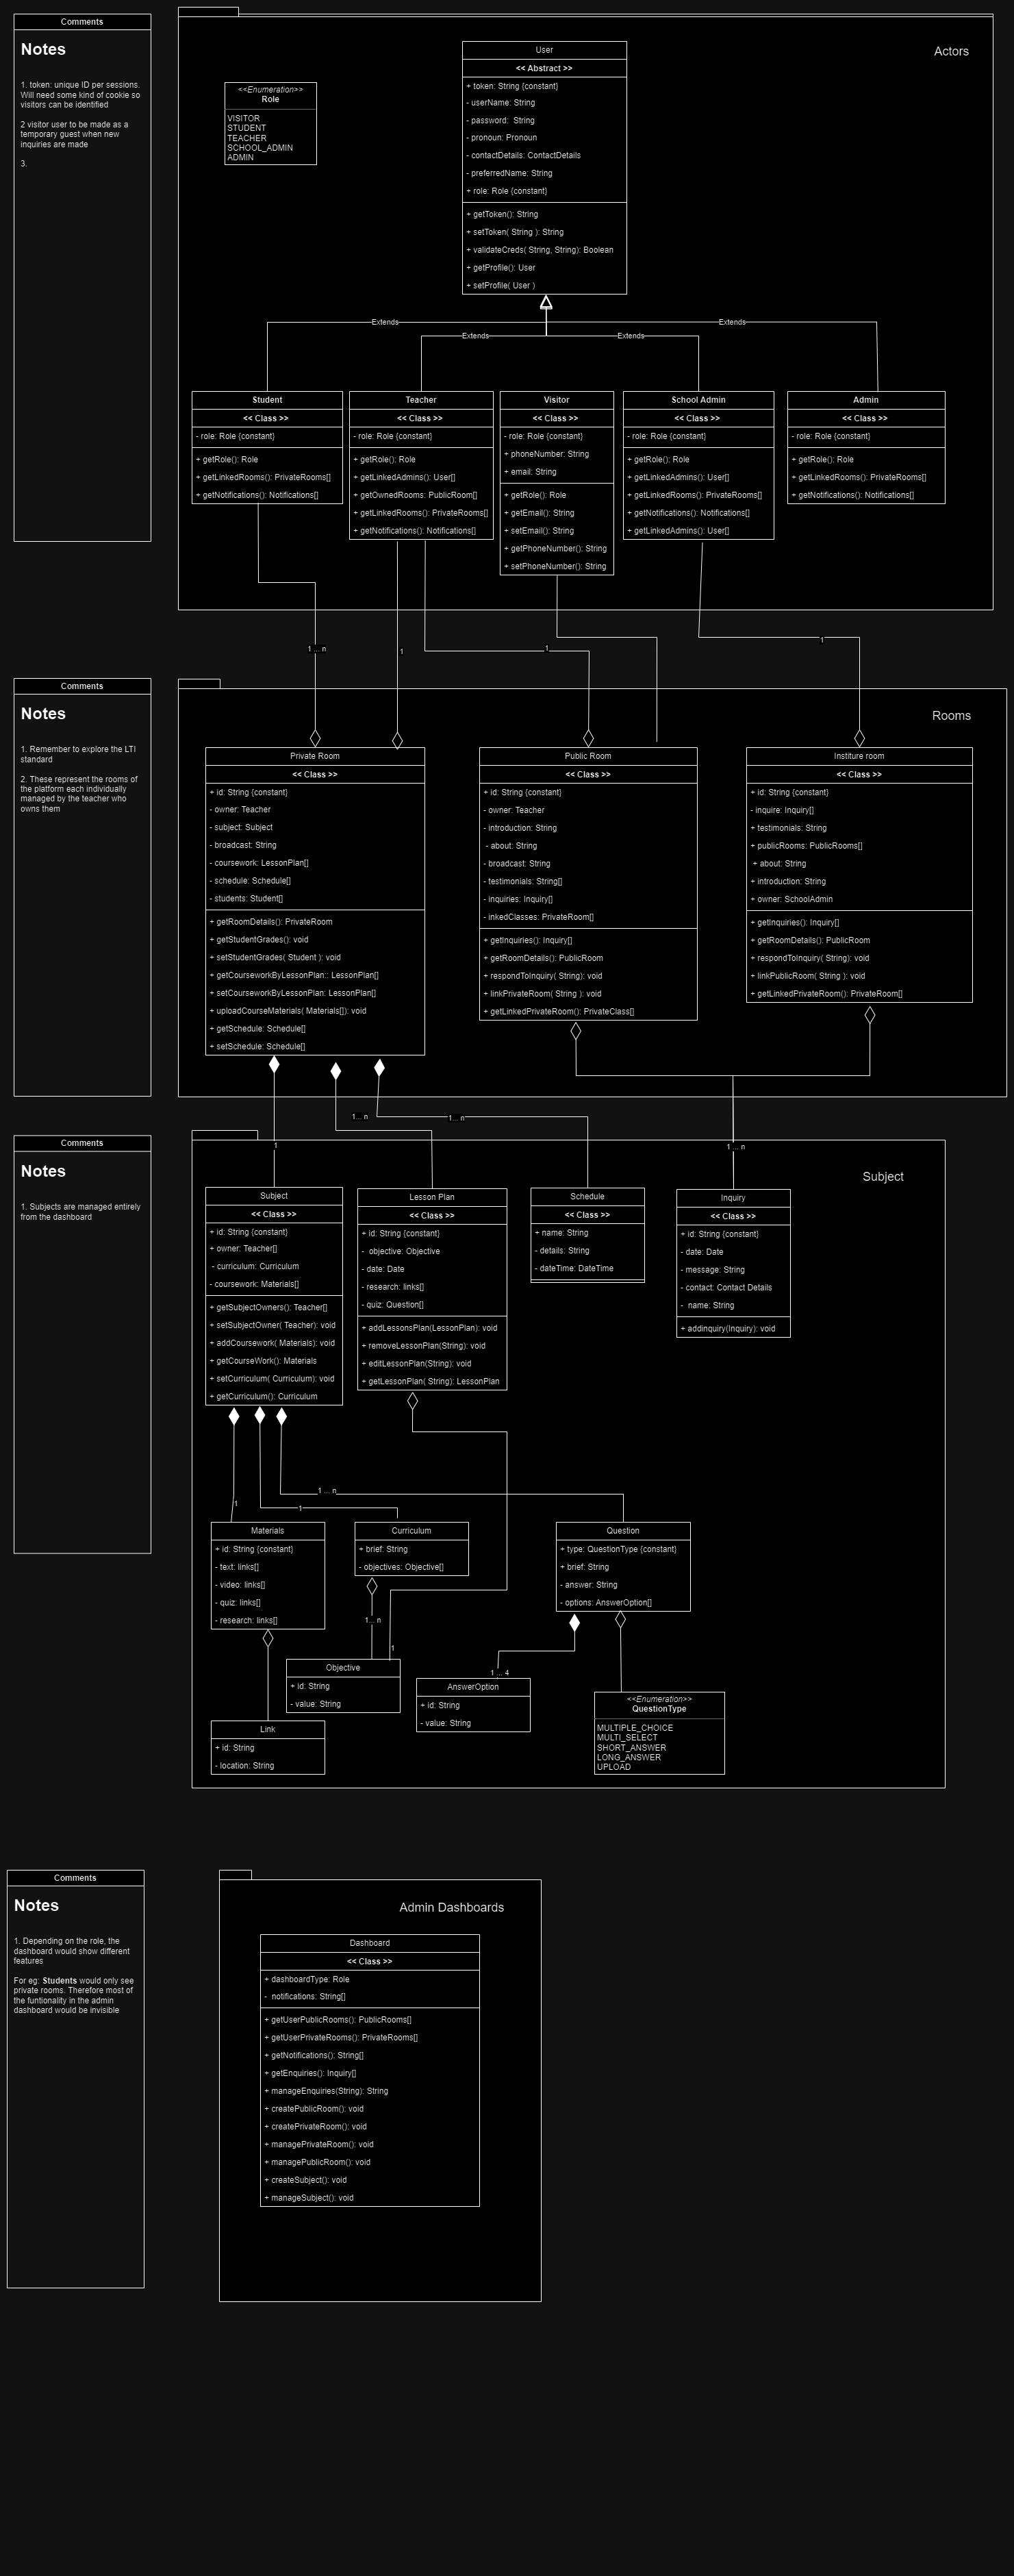 Comments
Notes
1. token: unique ID per sessions.
Will need some kind of cookie so
visitors can be identified
2 visitor user to be made as a
temporary guest when new
inquiries are made
3.
Actors
<<Enumeration>>
Role
VISITOR
STUDENT
TEACHER
SCHOOL_ADMIN
ADMIN
User
<< Abstract >>
+ token: String {constant}
- userName: String
- password:  String
- pronoun: Pronoun
- contactDetails: ContactDetails
- preferredName: String
+ role: Role {constant}
+ getToken(): String
+ setToken( String ): String
+ validateCreds( String, String): Boolean
+ getProfile(): User
+ setProfile( User )
Extends
Extends
Extends
Extends
Student
<< Class >>
- role: Role {constant}
+ getRole(): Role
+ getLinkedRooms(): PrivateRooms[]
+ getNotifications(): Notifications[]
Teacher
<< Class >>
- role: Role {constant}
+ getRole(): Role
+ getLinkedAdmins(): User[]
+ getOwnedRooms: PublicRoom[]
+ getLinkedRooms(): PrivateRooms[]
+ getNotifications(): Notifications[]
Visitor
<< Class >>
- role: Role {constant}
+ phoneNumber: String
+ email: String
+ getRole(): Role
+ getEmail(): String
+ setEmail(): String
+ getPhoneNumber(): String
+ setPhoneNumber(): String
School Admin
<< Class >>
- role: Role {constant}
+ getRole(): Role
+ getLinkedAdmins(): User[]
+ getLinkedRooms(): PrivateRooms[]
+ getNotifications(): Notifications[]
+ getLinkedAdmins(): User[]
Admin
<< Class >>
- role: Role {constant}
+ getRole(): Role
+ getLinkedRooms(): PrivateRooms[]
+ getNotifications(): Notifications[]
1 ... n
1
1
1
Comments
Notes
1. Remember to explore the LTI
standard
2. These represent the rooms of
the platform each individually
managed by the teacher who
owns them
Rooms
Private Room
<< Class >>
+ id: String {constant}
- owner: Teacher
- subject: Subject
- broadcast: String
- coursework: LessonPlan[]
- schedule: Schedule[]
- students: Student[]
+ getRoomDetails(): PrivateRoom
+ getStudentGrades(): void
+ setStudentGrades( Student ): void
+ getCourseworkByLessonPlan:: LessonPlan[]
+ setCourseworkByLessonPlan: LessonPlan[]
+ uploadCourseMaterials( Materials[]): void
+ getSchedule: Schedule[]
+ setSchedule: Schedule[]
Public Room
<< Class >>
+ id: String {constant}
- owner: Teacher
- introduction: String
- about: String
- broadcast: String
- testimonials: String[]
- inquiries: Inquiry[]
- inkedClasses: PrivateRoom[]
+ getInquiries(): Inquiry[]
+ getRoomDetails(): PublicRoom
+ respondToInquiry( String): void
+ linkPrivateRoom( String ): void
+ getLinkedPrivateRoom(): PrivateClass[]
Institure room
<< Class >>
+ id: String {constant}
- inquire: Inquiry[]
+ testimonials: String
+ publicRooms: PublicRooms[]
+ about: String
+ introduction: String
+ owner: SchoolAdmin
+ getInquiries(): Inquiry[]
+ getRoomDetails(): PublicRoom
+ respondToInquiry( String): void
+ linkPublicRoom( String ): void
+ getLinkedPrivateRoom(): PrivateRoom[]
1... n
1... n
1
1 ... n
Comments
Notes
1. Subjects are managed entirely
from the dashboard
Subject
Subject
<< Class >>
+ id: String {constant}
+ owner: Teacher[]
- curriculum: Curriculum
- coursework: Materials[]
+ getSubjectOwners(): Teacher[]
+ setSubjectOwner( Teacher): void
+ addCoursework( Materials): void
+ getCourseWork(): Materials
+ setCurriculum( Curriculum): void
+ getCurriculum(): Curriculum
Lesson Plan
<< Class >>
+ id: String {constant}
-  objective: Objective
- date: Date
- research: links[]
- quiz: Question[]
+ addLessonsPlan(LessonPlan): void
+ removeLessonPlan(String): void
+ editLessonPlan(String): void
+ getLessonPlan( String): LessonPlan
Schedule
<< Class >>
+ name: String
- details: String
- dateTime: DateTime
Inquiry
<< Class >>
+ id: String {constant}
- date: Date
- message: String
- contact: Contact Details
-  name: String
+ addinquiry(Inquiry): void
1 ... n
1
1
Materials
+ id: String {constant}
- text: links[]
- video: links[]
- quiz: links[]
- research: links[]
Curriculum
+ brief: String
- objectives: Objective[]
Question
+ type: QuestionType {constant}
+ brief: String
- answer: String
- options: AnswerOption[]
1... n
1
1 ... 4
Objective
+ id: String
- value: String
AnswerOption
+ id: String
- value: String
<<Enumeration>>
QuestionType
MULTIPLE_CHOICE
MULTI_SELECT
SHORT_ANSWER
LONG_ANSWER
UPLOAD
Link
+ id: String
- location: String
Comments
Notes
1. Depending on the role, the
dashboard would show different
features
For eg: Students would only see
private rooms. Therefore most of
the funtionality in the admin
dashboard would be invisible
Admin Dashboards
Dashboard
<< Class >>
+ dashboardType: Role
-  notifications: String[]
+ getUserPublicRooms(): PublicRooms[]
+ getUserPrivateRooms(): PrivateRooms[]
+ getNotifications(): String[]
+ getEnquiries(): Inquiry[]
+ manageEnquiries(String): String
+ createPublicRoom(): void
+ createPrivateRoom(): void
+ managePrivateRoom(): void
+ managePublicRoom(): void
+ createSubject(): void
+ manageSubject(): void